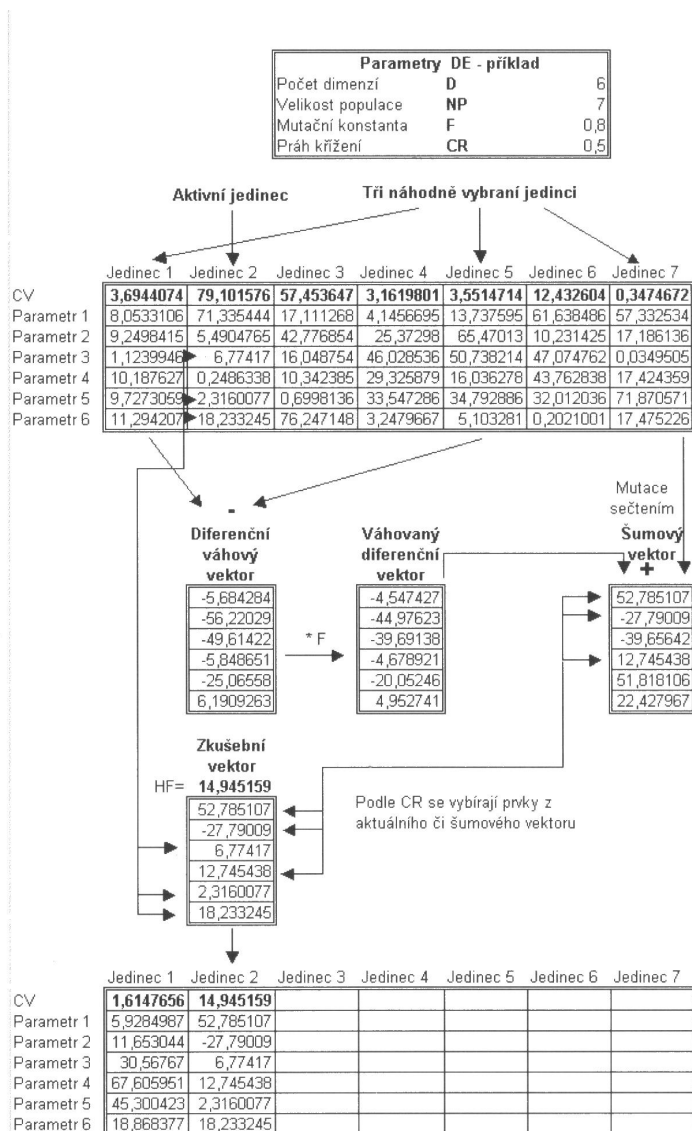 Parametry DE - příklad
Počet dimenzí D 6
Velikost populace NP 7
Mutační konstanta F 0,8
Práh křížení CR 0,5
Aktivní jedinec Tři náhodně vybraní jedinci
Jedinec 1 Jedinec 2 Jedinec 3 Jedinec 4 Jedinec 5 Jedinec 6 Jedinec 7
CV 3,6944074 79,101576 57,453647 3,1619801 3,5514714 12,432604 0,3474672
Parametr 1 8,0533106 71,335444 17,111268 4,1456695 13,737595 61,638486 57,332534
Parametr 2 9,2498415 5,4904765 42,776854 25,37298 65,47013 10,231425 17,186136
Parametr 3 1,1239946 6,77417 16,048754 46,028536 50,738214 47,074762 0,0349505
Parametr 4 10,187627 0,2486338 10,342385 29,325879 16,036278 43,762838 17,424359
Parametr 5 9,7273059 2,3160077 0,6998136 33,547286 34,792886 32,012036 71,870571
Parametr 6 11,294207 18,233245 76,247148 3,2479667 5,103281 0,2021001 17,475226
Mutace
sečtením
-
Diferenční Váhovaný Šumový
váhový diferenční vektor
vektor vektor +
-5,684284 -4,547427 52,785107
-56,22029 -44,97623 -27,79009
-49,61422 * F -39,69138 -39,65642
-5,848651 -4,678921 12,745438
-25,06558 -20,05246 51,818106
6,1909263 4,952741 22,427967
Zkušební
vektor
HF= 14,945159
52,785107 Podle CR se vybírají prvky z
-27,79009 aktuálního či šumového vektoru
6,77417
12,745438
2,3160077
18,233245
Jedinec 1 Jedinec 2 Jedinec 3 Jedinec 4 Jedinec 5 Jedinec 6 Jedinec 7
CV 1,6147656 14,945159
Parametr 1 5,9284987 52,785107
Parametr 2 11,653044 -27,79009
Parametr 3 30,56767 6,77417
Parametr 4 67,605951 12,745438
Parametr 5 45,300423 2,3160077
Parametr 6 18,868377 18,233245